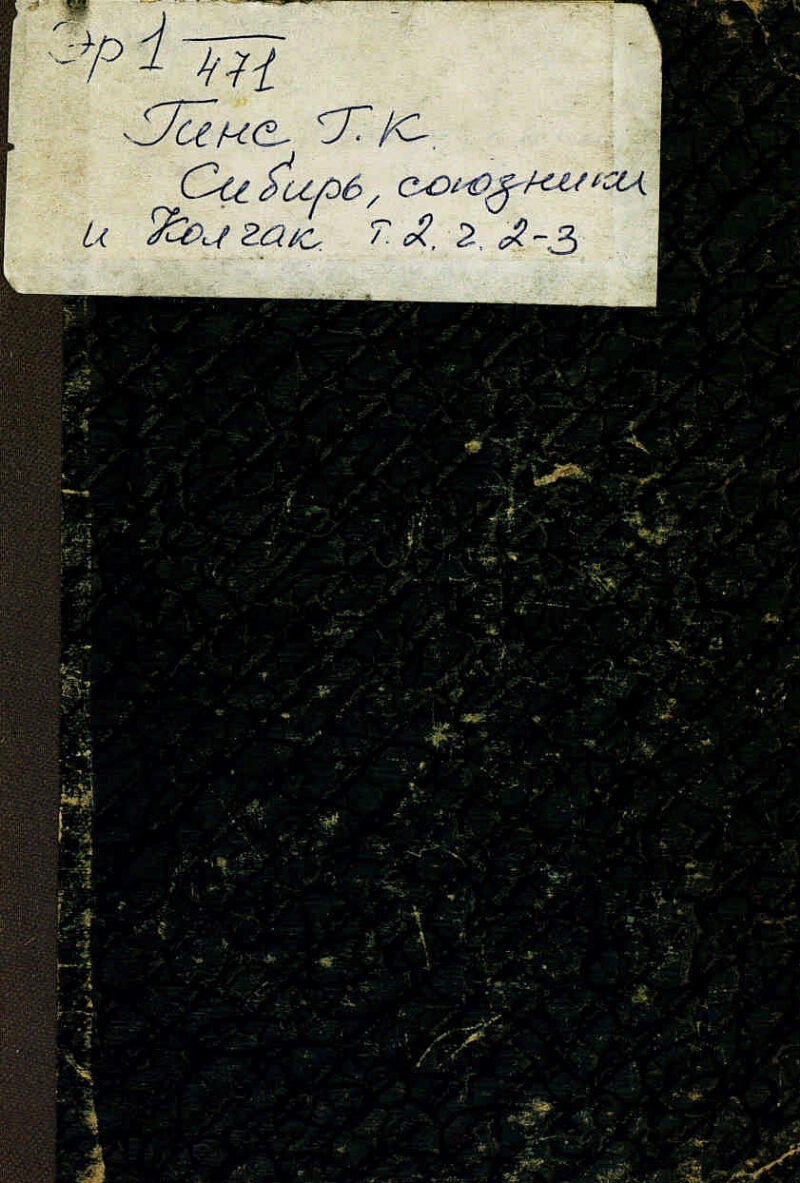 Эр 1 471
Гинс, Г.К.
Сибирь, союзники
и Колчак. Т.2. ч. 2-3